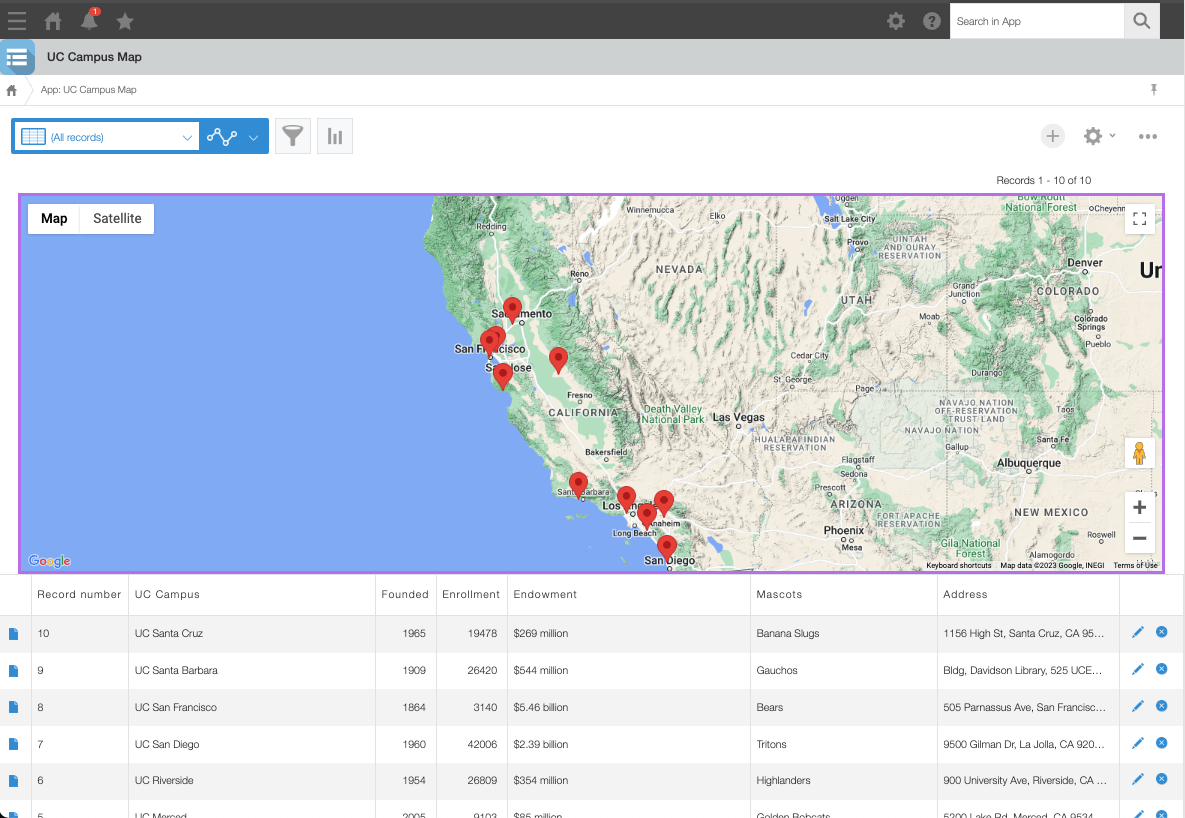 1
Search in App
UC Campus Map
App: UC Campus Map
(All records)
Records 1 - 10 of 10
Map Satellite
Redding
Winnemucca
Elko
Ogden
Salt Lake City
Provo
UINTAH
AND OURAY
RESERVATION
National Forest
Cheyenn
Reno
NEVADA
UTAH
Grand
Junction
Denver
COLORADO
Colorado
Springs
Pueblo
Moab
Sacramento
San Francisco
San Jose
Fresno
CALIFORNIA
Death Valley
National Park
Las Vegas
Cedar City
St. George
Page
Durango
NAVAJO NATION
OFF-RESERVATION
TRUST LAND
NAVAJO NATION
Taos
HUALAPAI INDIAN
RESERVATION
Gallup
Santa Fe
Bakersfield
Flagstaff
Sedona
Albuquerque
Santa Barbara
Prescott
ARIZONA
Los Angeles
Anaheim
Long Beach
FORT APACHE
RESERVATION
NEW MEXICO
Phoenix
Mesa
Gila National
Forest
Roswell
Alamogordo
San Diego
Google
Keyboard shortcuts Map data ©2023 Google, INEGI Terms of Use
Record number UC Campus Founded Enrollment Endowment Mascots Address
10 UC Santa Cruz 1965 19478 $269 million Banana Slugs 1156 High St, Santa Cruz, CA 95...
9 UC Santa Barbara 1909 26420 $544 million Gauchos Bldg, Davidson Library, 525 UCE...
8 UC San Francisco 1864 3140 $5.46 billion Bears 505 Parnassus Ave, San Francisc...
7 UC San Diego 1960 42006 $2.39 billion Tritons 9500 Gilman Dr, La Jolla, CA 920...
6 UC Riverside 1954 26809 $354 million Highlanders 900 University Ave, Riverside, CA ...
5 UC Merced 2005 9103 $85 million Golden Bobcats 5200 Lake Rd, Merced, CA 9534